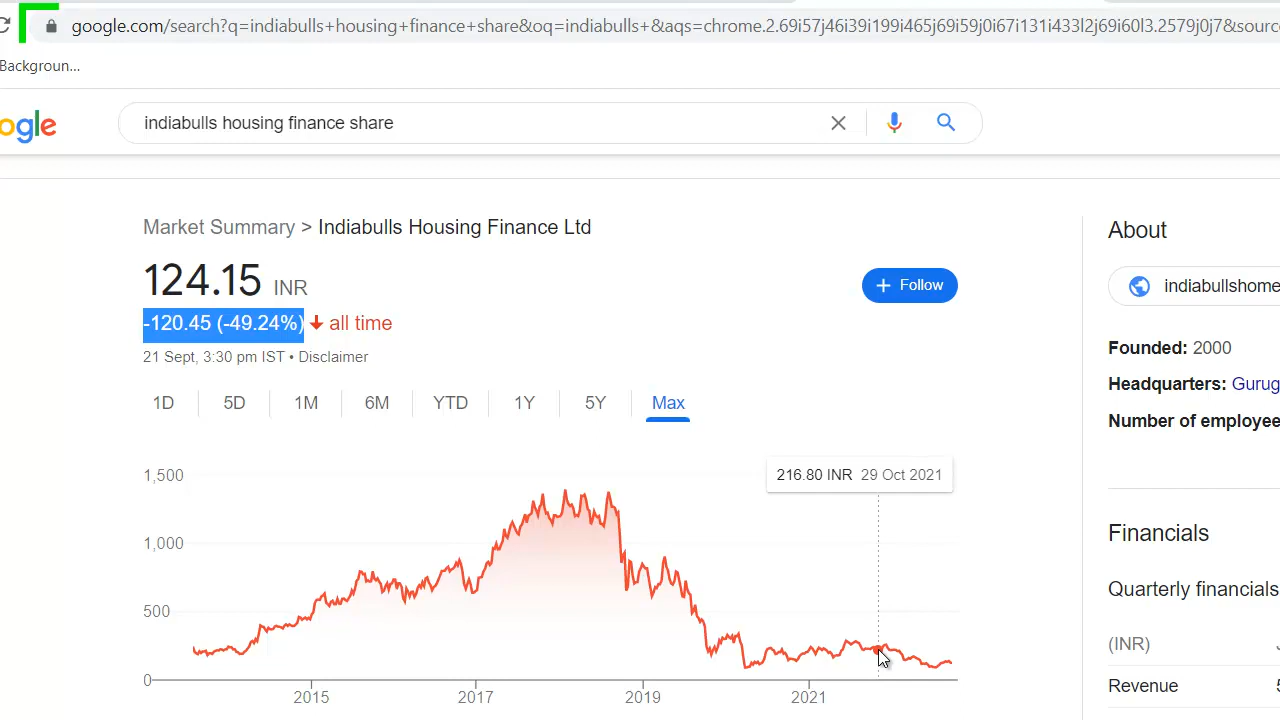 google.com/search?q=indiabulls+housing+finance+share&oq=indiabulls+&aqs=chrome.2.69i57j46i39i199i465j69i59j0i67i131i433l2j69i60l3.2579j0j7&sourc
Backgroun...
ogle
indiabulls housing finance share
Market Summary > Indiabulls Housing Finance Ltd
124.15 INR
Follow
-120.45 (-49.24%) all time
21 Sept, 3:30 pm IST • Disclaimer
1D 5D 1M 6M YTD 1Y 5Y Max
216.80 INR 29 Oct 2021
1,500
1,000
500
0
2015 2017 2019 2021
About
indiabullshome
Founded: 2000
Headquarters: Gurug
Number of employee
Financials
Quarterly financials
(INR)
Revenue